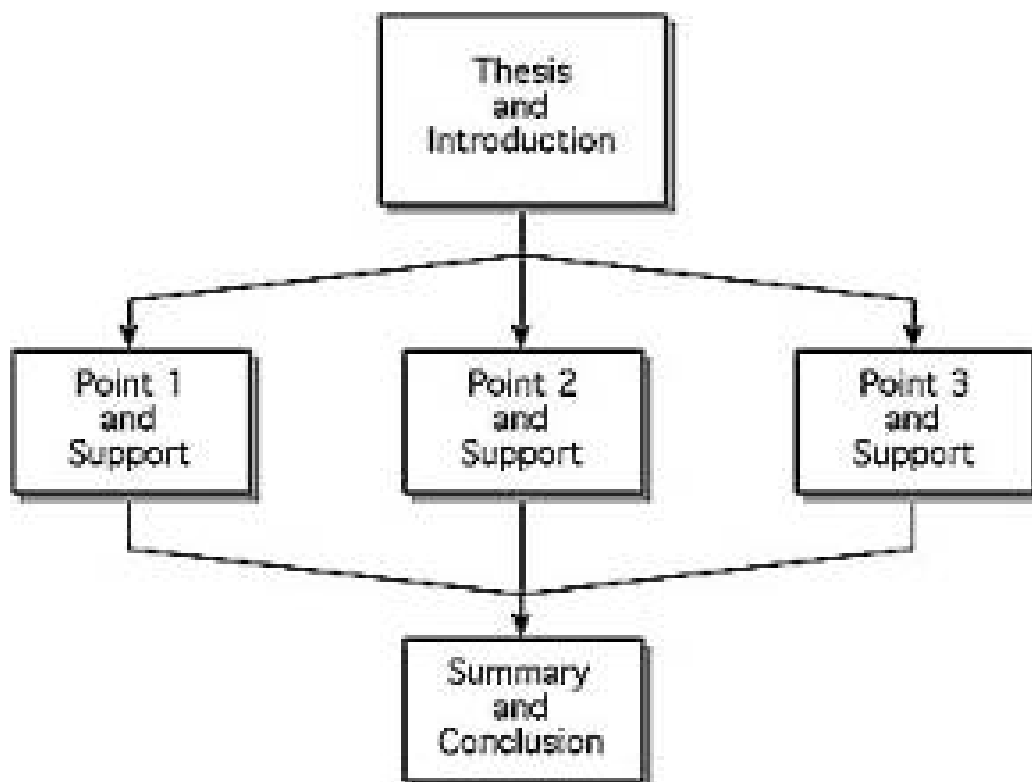 Thesis
and
Introduction
Point 1
and
Support
Point 2
and
Support
Point 3
and
Support
Summary
and
Conclusion